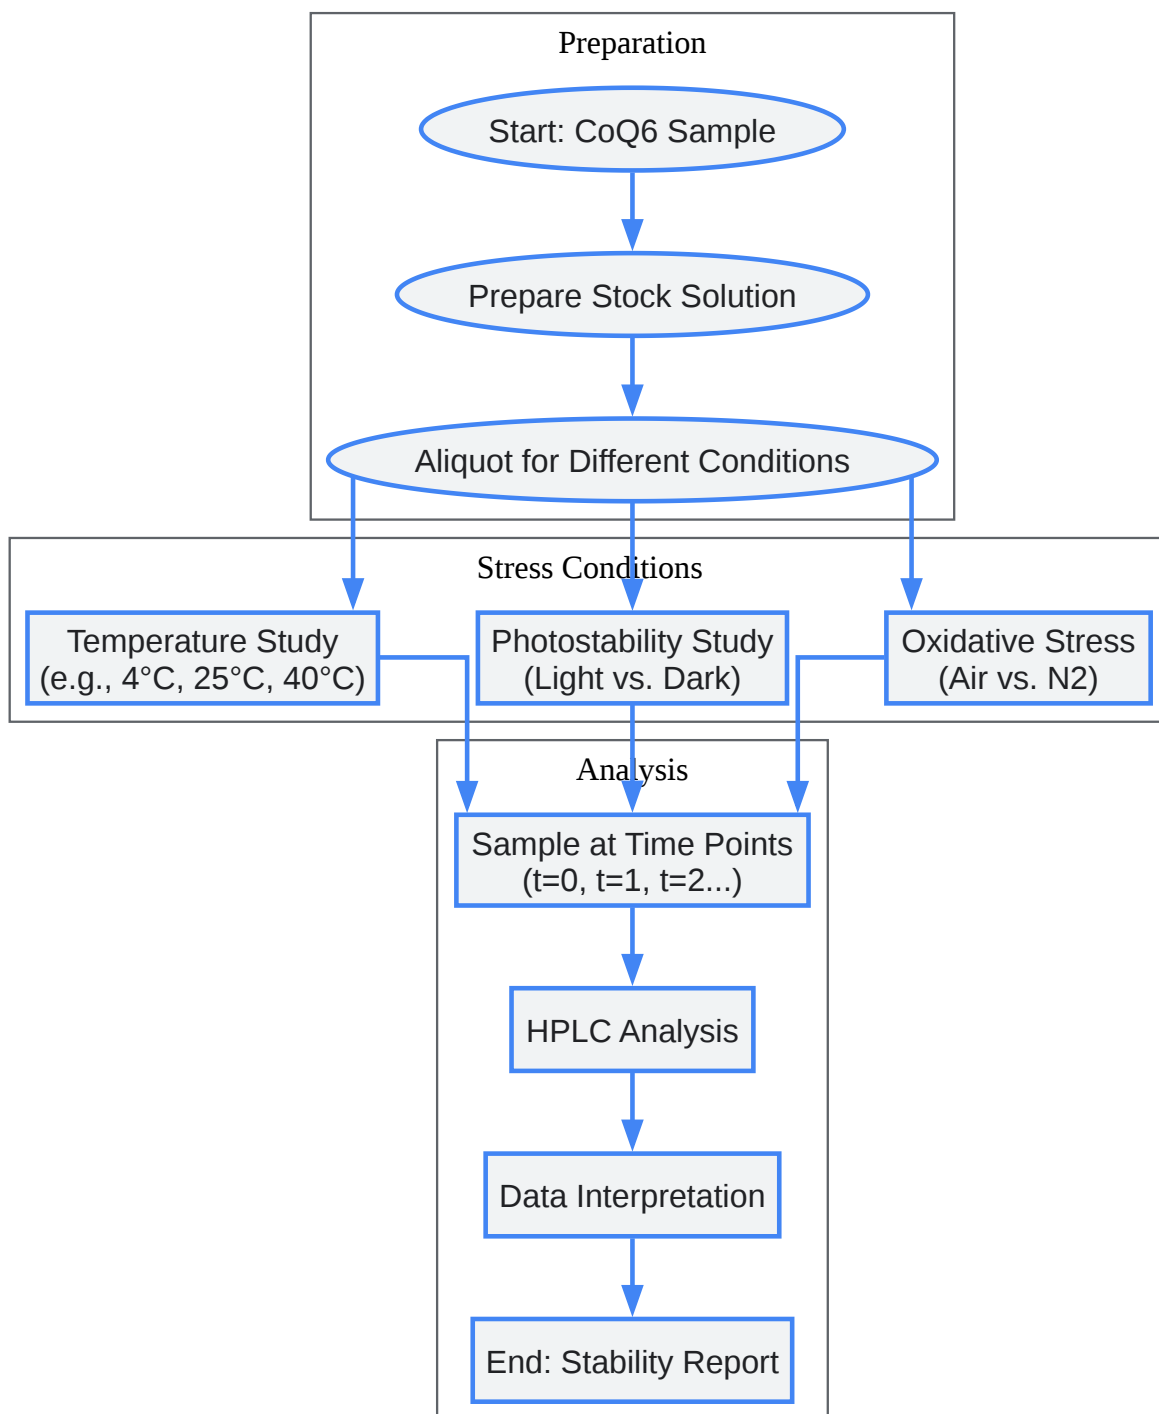 Preparation
Start: CoQ6 Sample
Prepare Stock Solution
Aliquot for Different Conditions
Stress Conditions
Temperature Study
(e.g., 4°C, 25°C, 40°C)
Photostability Study
(Light vs. Dark)
Oxidative Stress
(Air vs. N2)
Analysis
Sample at Time Points
(t=0, t=1, t=2...)
HPLC Analysis
Data Interpretation
End: Stability Report